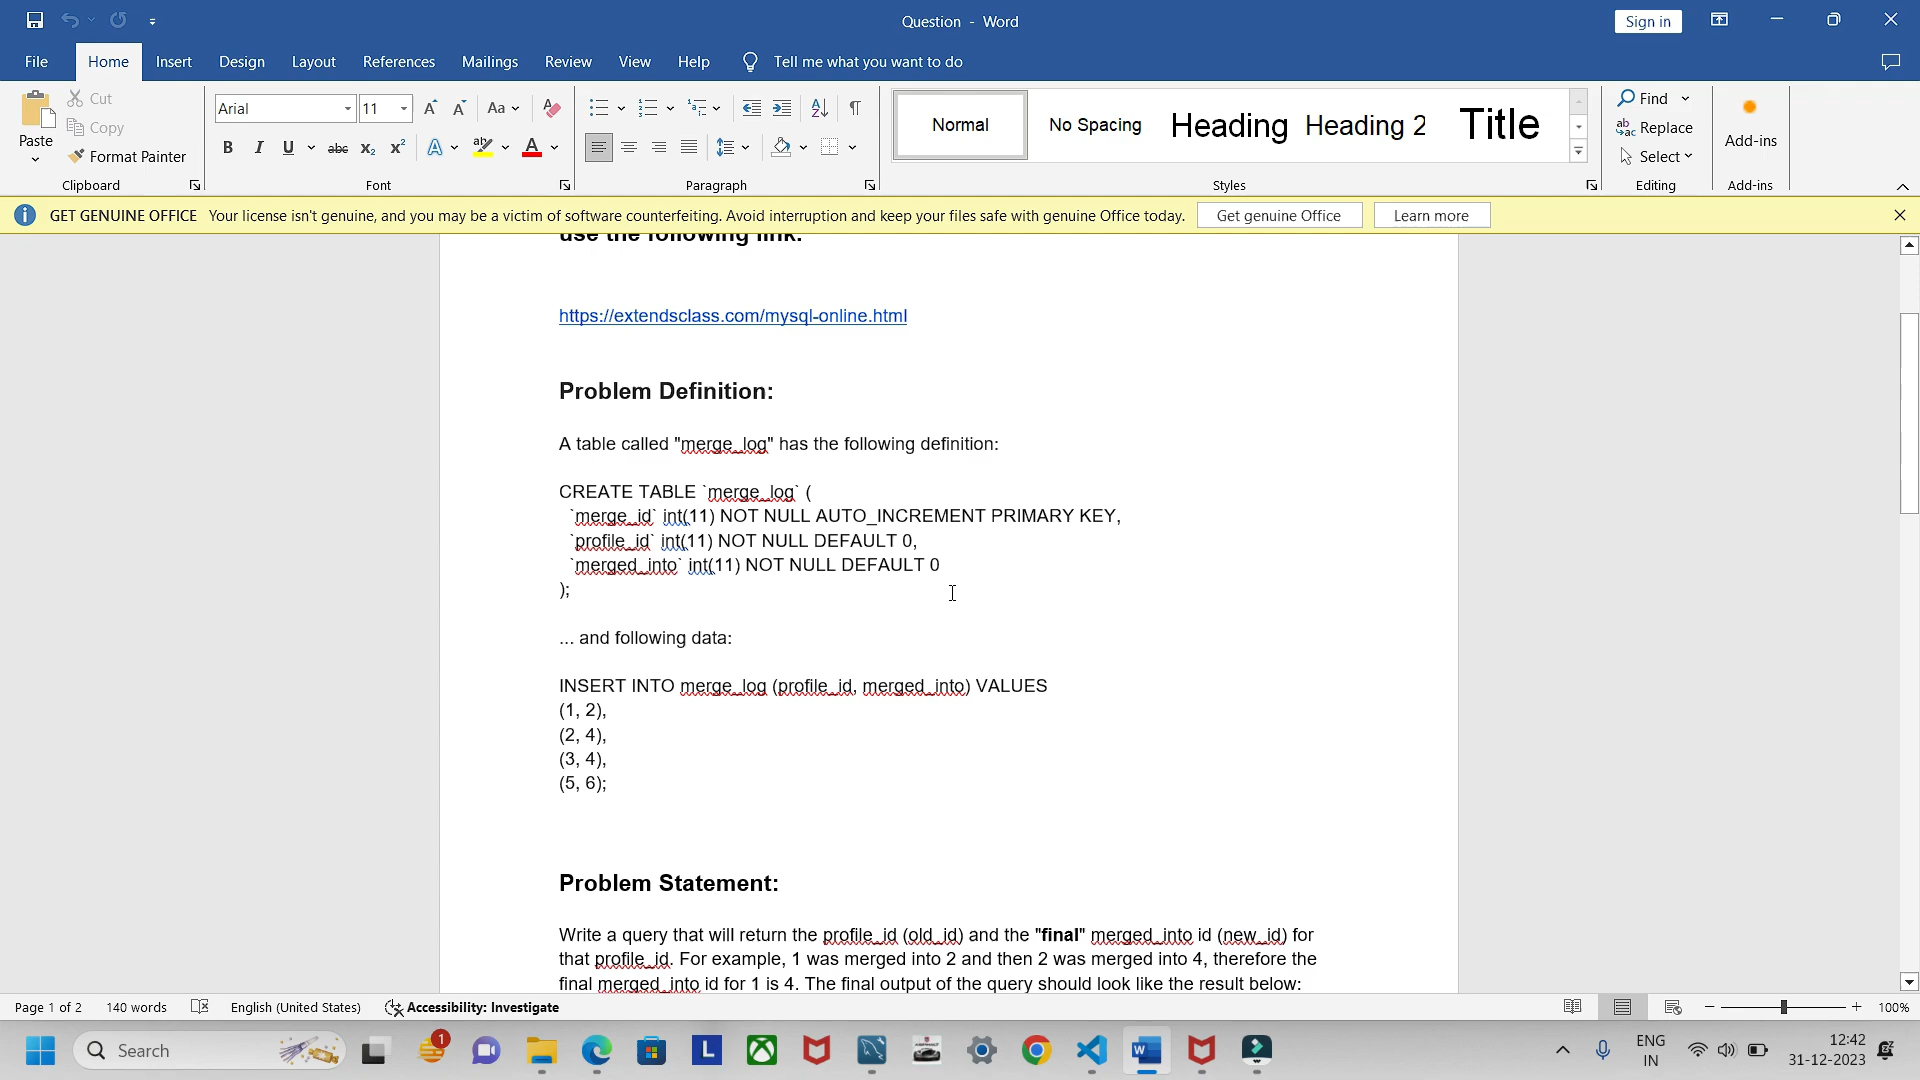 Question - Word
Sign in
File Home Insert Design Layout References Mailings Review View Help Tell me what you want to do
Paste
Cut
Copy
Format Painter
Clipboard
Arial 11
Aa
Font
Paragraph
Normal No Spacing Heading Heading 2 Title
Styles
Find
Replace
Select
Editing
Add-ins
Add-ins
GET GENUINE OFFICE Your license isn't genuine, and you may be a victim of software counterfeiting. Avoid interruption and keep your files safe with genuine Office today. Get genuine Office Learn more
use the following link:
https://extendsclass.com/mysql-online.html
Problem Definition:
A table called "merge_log" has the following definition:
CREATE TABLE `merge_log` (
`merge_id` int(11) NOT NULL AUTO_INCREMENT PRIMARY KEY,
`profile_id` int(11) NOT NULL DEFAULT 0,
`merged_into` int(11) NOT NULL DEFAULT 0
);
... and following data:
INSERT INTO merge_log (profile_id, merged_into) VALUES
(1, 2),
(2, 4),
(3, 4),
(5, 6);
Problem Statement:
Write a query that will return the profile_id (old_id) and the "final" merged_into id (new_id) for
that profile_id. For example, 1 was merged into 2 and then 2 was merged into 4, therefore the
final merged_into id for 1 is 4. The final output of the query should look like the result below:
Page 1 of 2 140 words English (United States) Accessibility: Investigate 100%
Search
1
ENG
IN
12:42
31-12-2023